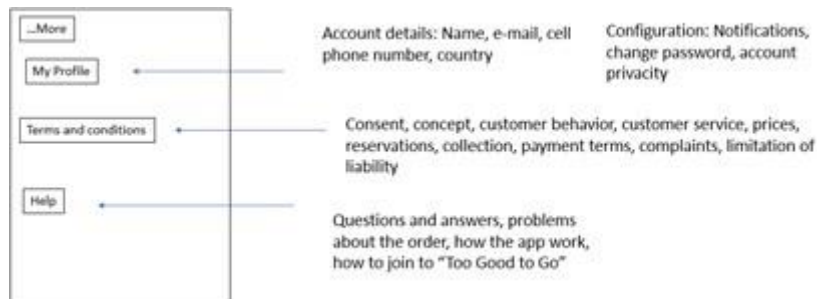 ...More
My Profile
Account details: Name, e-mail, cell
phone number, country
Configuration: Notifications,
change password, account
privacity
Terms and conditions
Consent, concept, customer behavior, customer service, prices,
reservations, collection, payment terms, complaints, limitation of
liability
Help
Questions and answers, problems
about the order, how the app work,
how to join to “Too Good to Go”